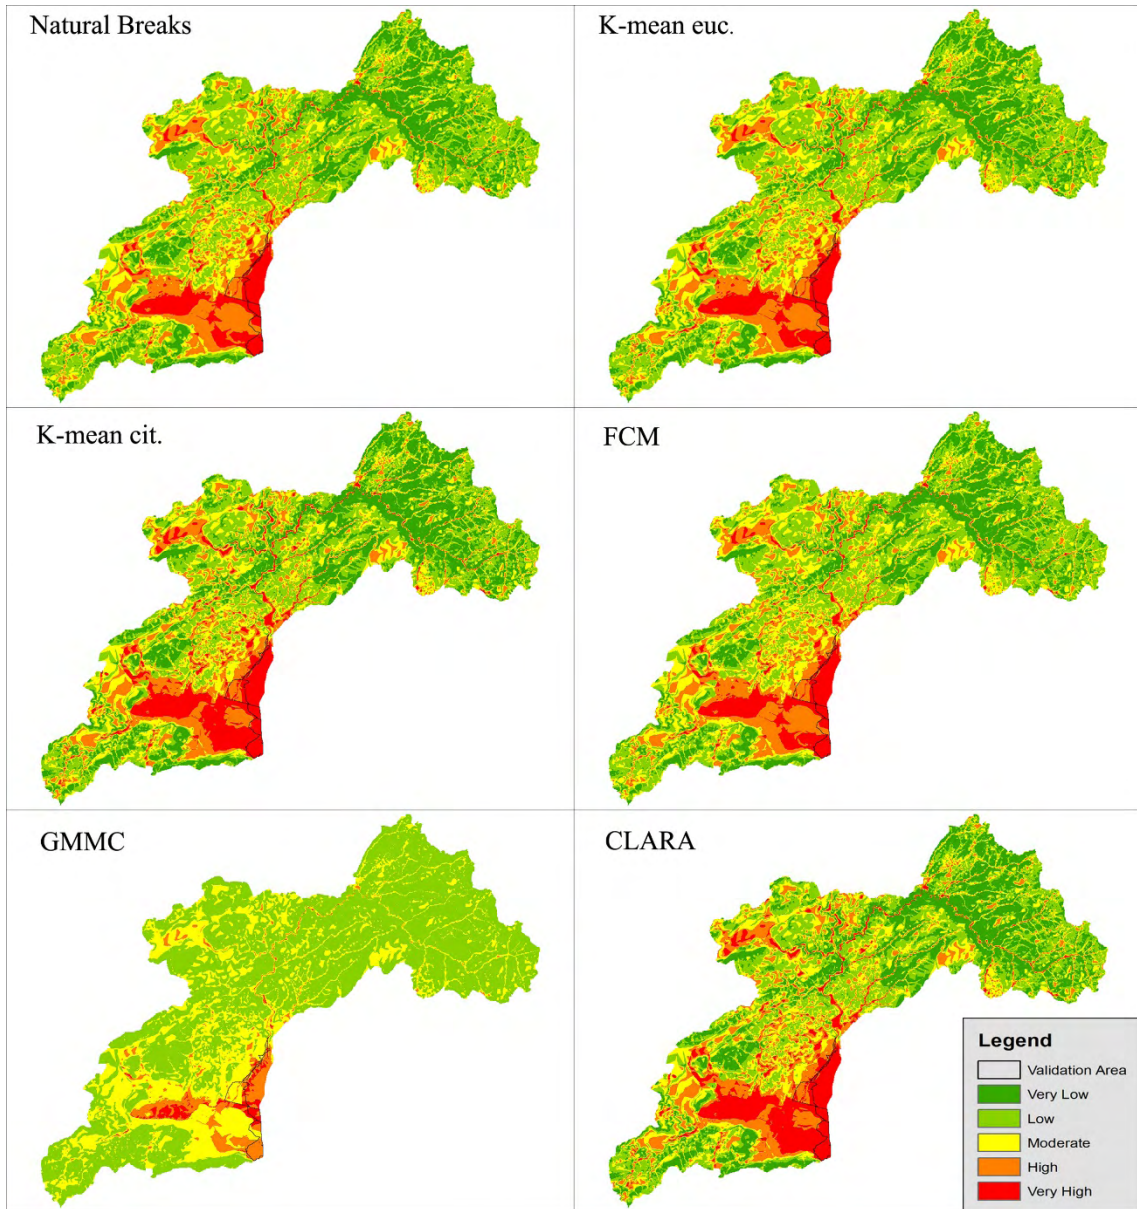 Natural Breaks
K-mean euc.
K-mean cit.
FCM
GMMC
CLARA
Legend
Validation Area
Very Low
Low
Moderate
High
Very High